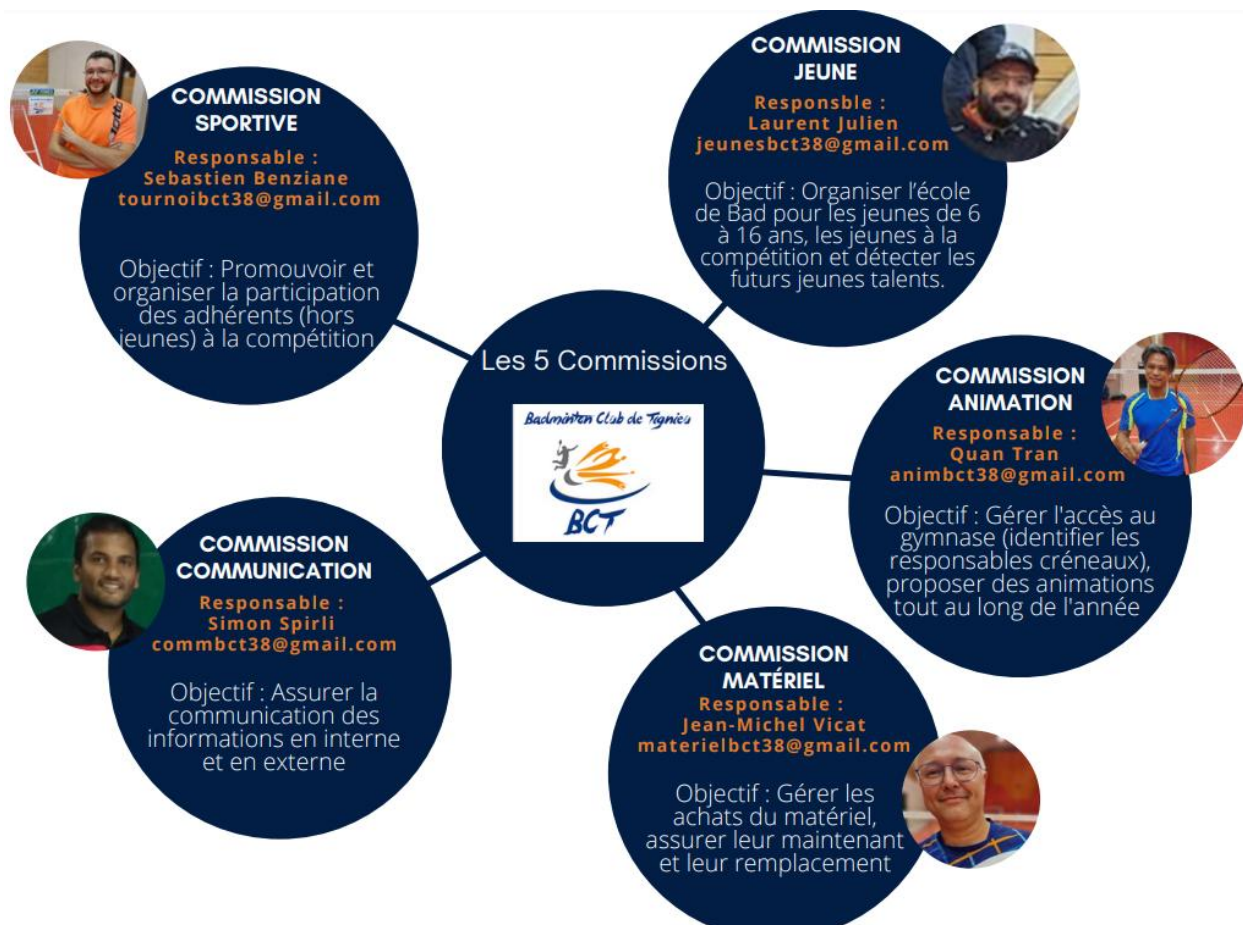 COMMISSION
SPORTIVE
Responsable :
Sebastien Benziane
tournoibct38@gmail.com
Objectif : Promouvoir et
organiser la participation
des adhérents (hors
jeunes) à la compétition
COMMISSION
JEUNE
Responsble :
Laurent Julien
jeunesbct38@gmail.com
Objectif : Organiser l'école
de Bad pour les jeunes de 6
à 16 ans, les jeunes à la
compétition et détecter les
futurs jeunes talents.
Les 5 Commissions
Badminton Club de Tignieu
BCT
COMMISSION
ANIMATION
Responsable :
Quan Tran
animbct38@gmail.com
Objectif : Gérer l'accès au
gymnase (identifier les
responsables créneaux),
proposer des animations
tout au long de l'année
COMMISSION
COMMUNICATION
Responsable :
Simon Spirli
commbct38@gmail.com
Objectif : Assurer la
communication des
informations en interne
et en externe
COMMISSION
MATÉRIEL
Responsable :
Jean-Michel Vicat
materielbct38@gmail.com
Objectif : Gérer les
achats du matériel,
assurer leur maintenant
et leur remplacement